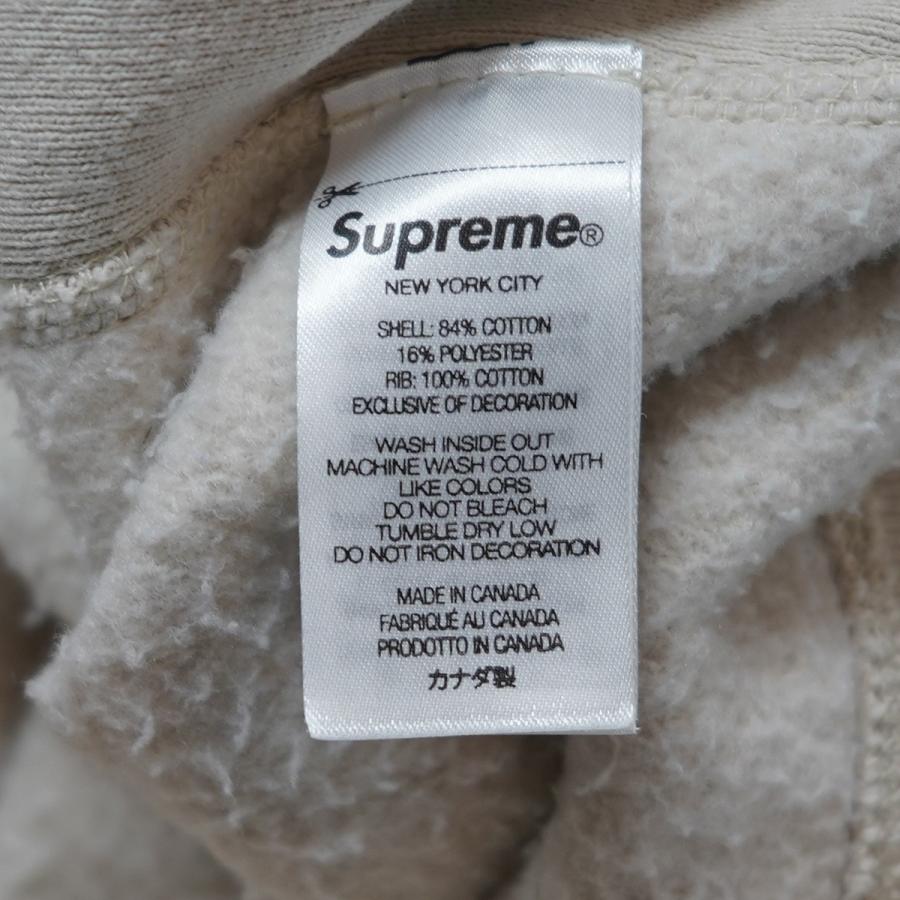 Supreme®
NEW YORK CITY
SHELL: 84% COTTON
16% POLYESTER
RIB: 100% COTTON
EXCLUSIVE OF DECORATION
WASH INSIDE OUT
MACHINE WASH COLD WITH
LIKE COLORS
DO NOT BLEACH
TUMBLE DRY LOW
DO NOT IRON DECORATION
MADE IN CANADA
FABRIQUÉ AU CANADA
PRODOTTO IN CANADA
カナダ製